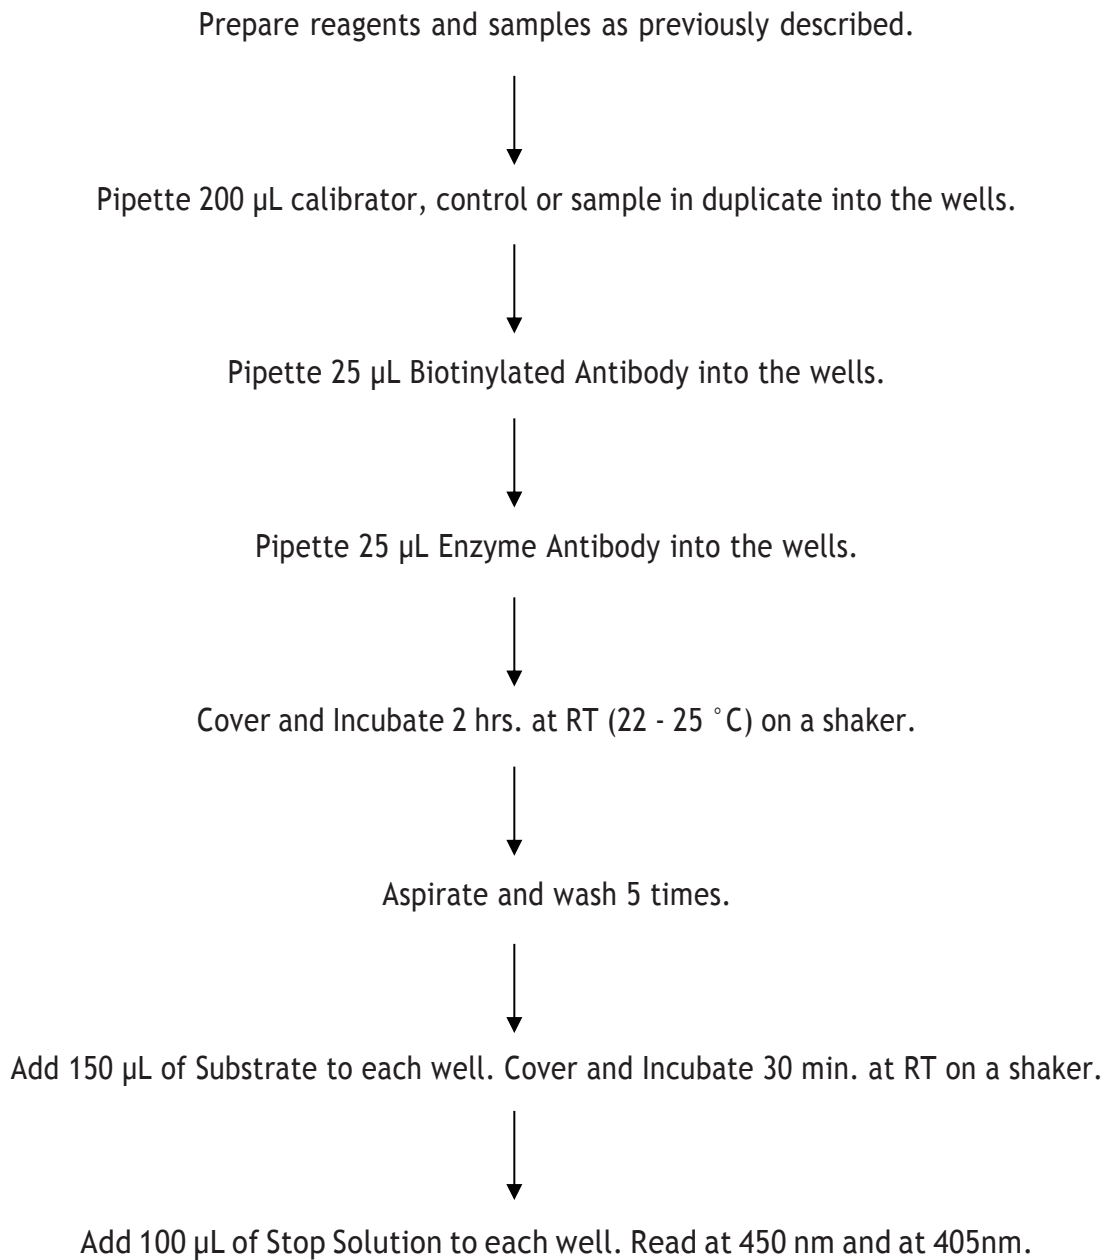 Prepare reagents and samples as previously described.
Pipette 200 µL calibrator, control or sample in duplicate into the wells.
Pipette 25 µL Biotinylated Antibody into the wells.
Pipette 25 µL Enzyme Antibody into the wells.
Cover and Incubate 2 hrs. at RT (22 - 25 °C) on a shaker.
Aspirate and wash 5 times.
Add 150 µL of Substrate to each well. Cover and Incubate 30 min. at RT on a shaker.
Add 100 µL of Stop Solution to each well. Read at 450 nm and at 405nm.